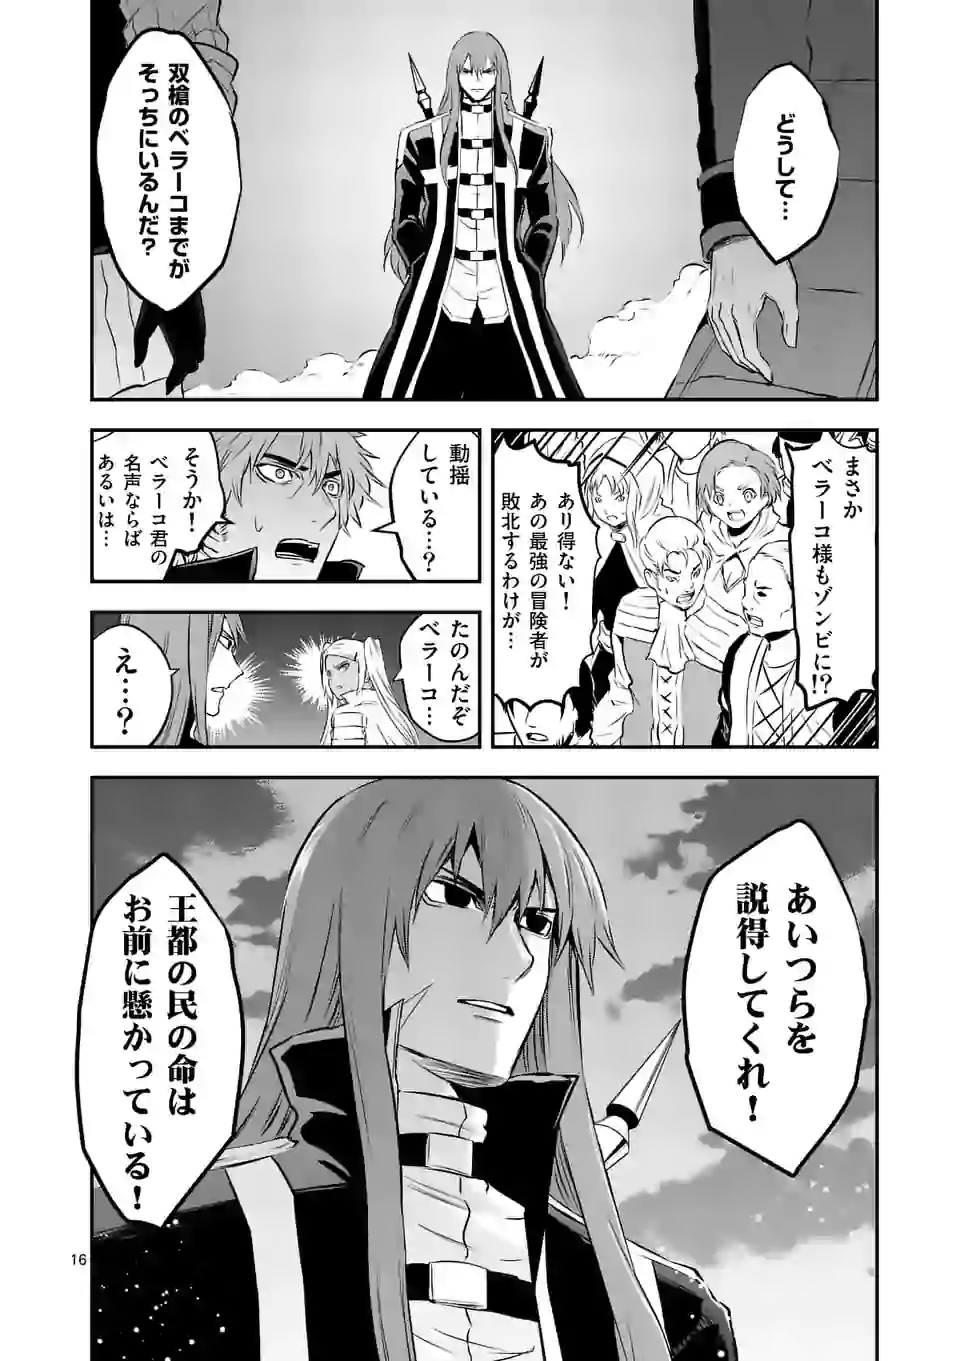 どうして…
双槍のベラーコまでが
そっちにいるんだ？
まさか
ベラーコ様もゾンビに!?
あり得ない！
あの最強の冒険者が
敗北するわけが…
動揺
している…？
そうか！
ベラーコ君の
名声ならば
あるいは…
たのんだぞ
ベラーコ…
え…？
あいつらを
説得してくれ！
王都の民の命は
お前に懸かっている！
16